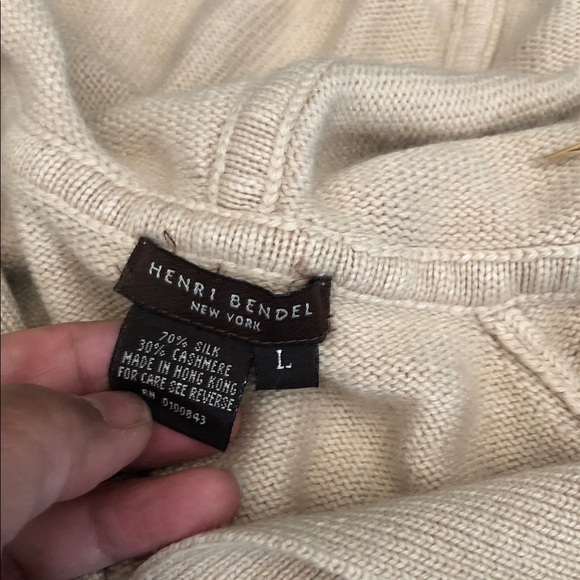 HENRI BENDEL
NEW YORK
70% SILK
30% CASHMERE
MADE IN HONG KONG
FOR CARE SEE REVERSE
RN 0100843
L